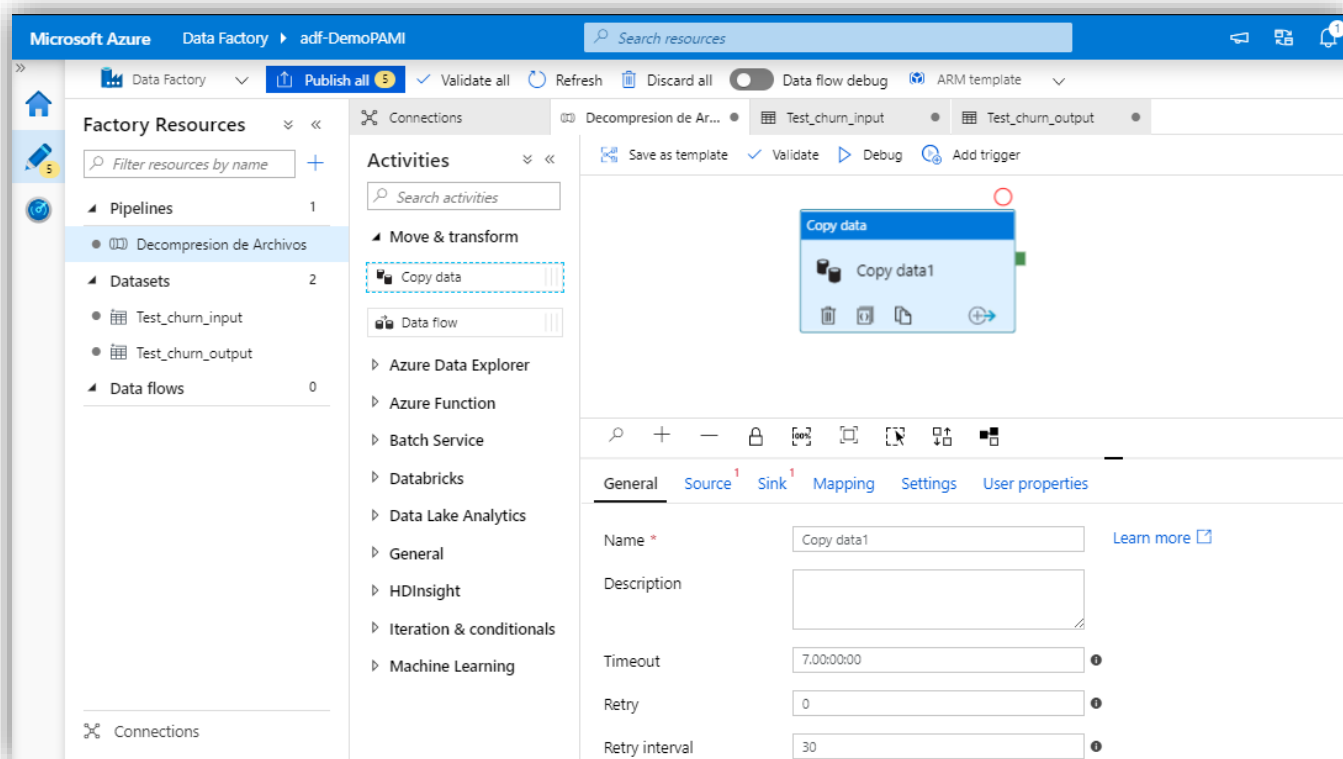 Microsoft Azure Data Factory adf-DemoPAMI Search resources 1
Data Factory Publish all 5 Validate all Refresh Discard all Data flow debug ARM template
Factory Resources
Filter resources by name
5
Pipelines 1
Decompresion de Archivos
Datasets 2
Test_churn_input
Test_churn_output
Data flows 0
Connections
Connections Decompresion de Ar... Test_churn_input Test_churn_output
Activities
Search activities
Move & transform
Copy data
Data flow
Azure Data Explorer
Azure Function
Batch Service
Databricks
Data Lake Analytics
General
HDInsight
Iteration & conditionals
Machine Learning
Save as template Validate Debug Add trigger
Copy data
Copy data1
100%
General Source 1 Sink 1 Mapping Settings User properties
Name * Copy data1 Learn more
Description
Timeout 7.00:00:00
Retry 0
Retry interval 30